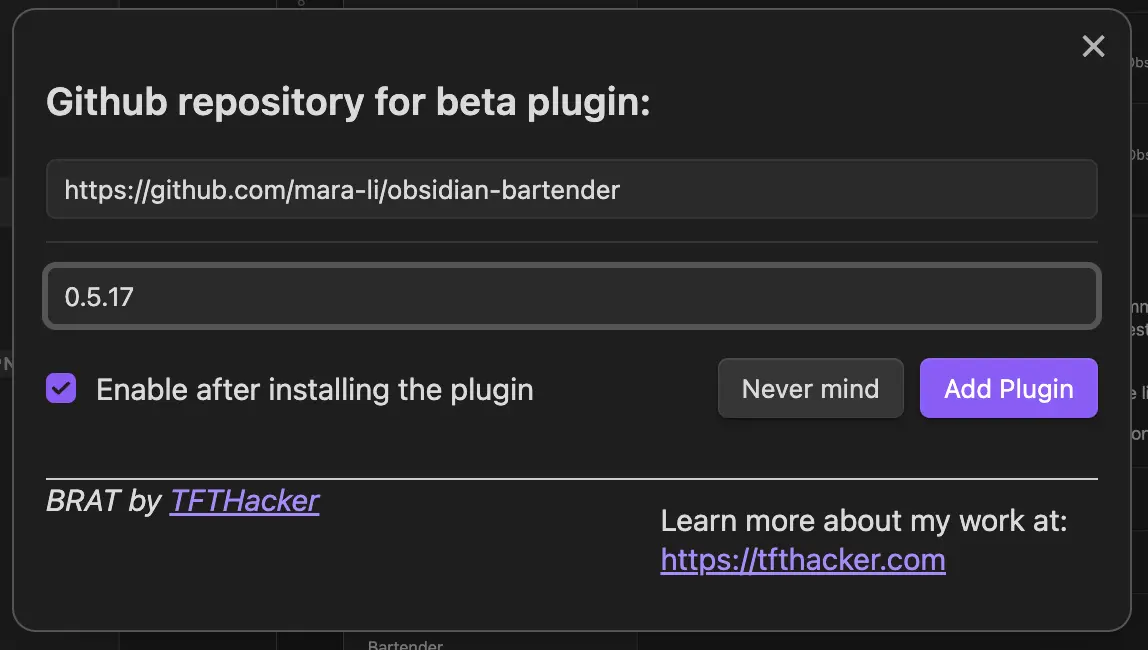 Github repository for beta plugin:
https://github.com/mara-li/obsidian-bartender
0.5.17
Enable after installing the plugin
Never mind
Add Plugin
BRAT by TFTHacker
Learn more about my work at:
https://tfthacker.com
Bartender